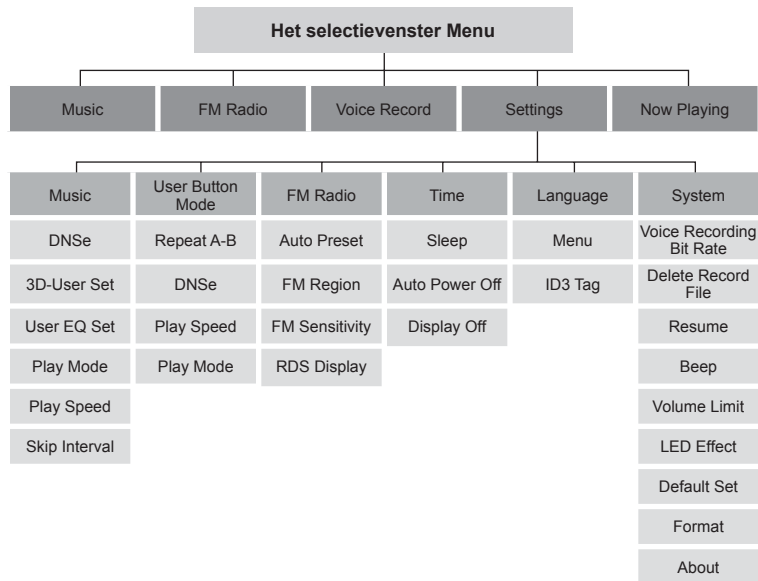 Het selectievenster Menu
Music
FM Radio
Voice Record
Settings
Now Playing
Music
User Button
Mode
FM Radio
Time
Language
System
DNSe
Repeat A-B
Auto Preset
Sleep
Menu
Voice Recording
Bit Rate
3D-User Set
DNSe
FM Region
Auto Power Off
ID3 Tag
Delete Record
File
User EQ Set
Play Speed
FM Sensitivity
Display Off
Resume
Play Mode
Play Mode
RDS Display
Beep
Play Speed
Volume Limit
Skip Interval
LED Effect
Default Set
Format
About